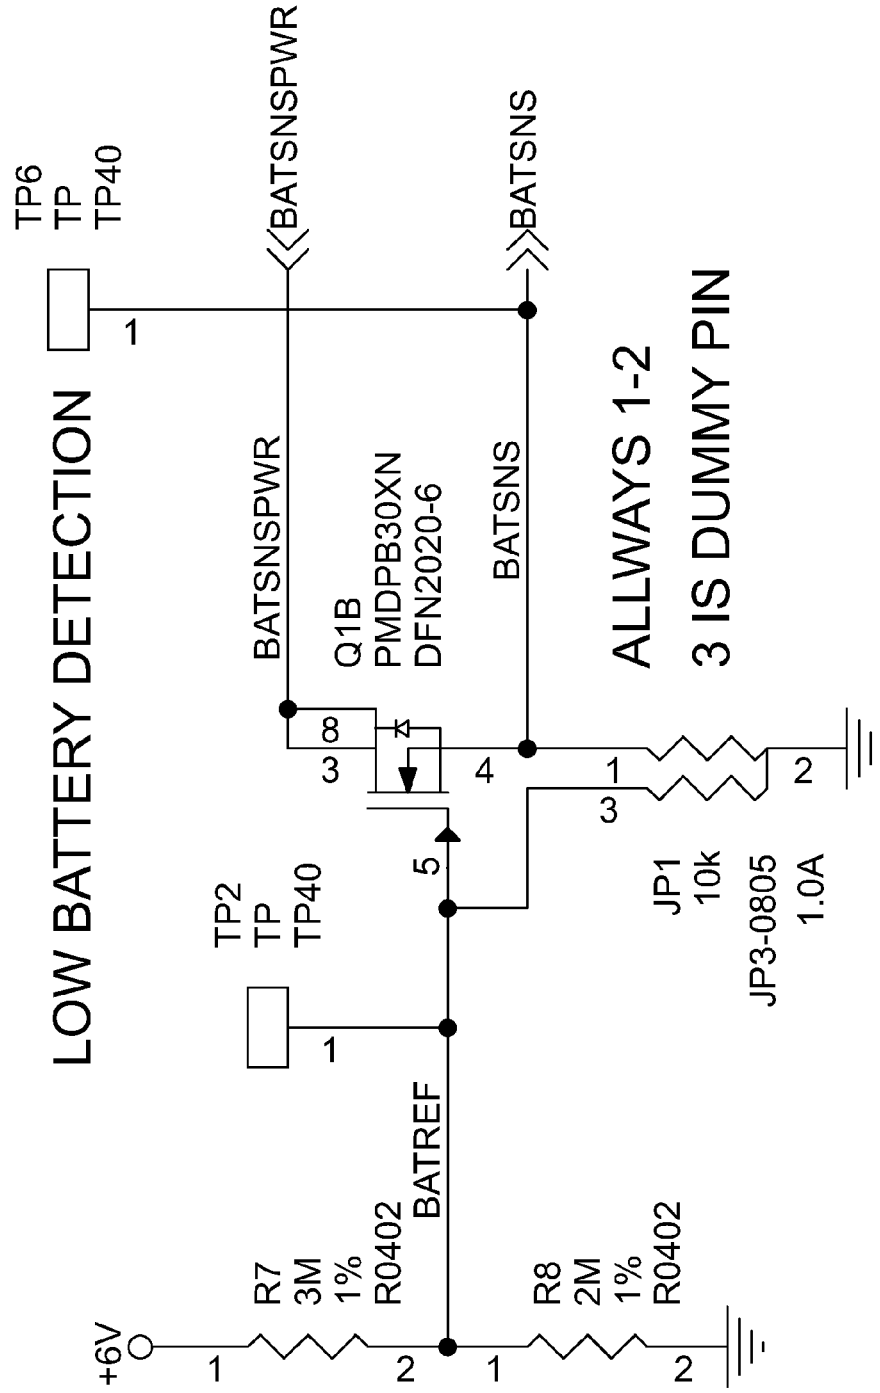 LOW BATTERY DETECTION
TP6
TP
TP40
1
TP2
TP
TP40
1
BATSNSPWR
BATSNSPWR
Q1B
PMDPB30XN
DFN2020-6
8
3
4
5
BATSNS
BATSNS
+6V
R7
3M
1%
R0402
1
2
BATREF
R8
2M
1%
R0402
1
2
JP1
10k
JP3-0805
1.0A
3
1
2
ALLWAYS 1-2
3 IS DUMMY PIN